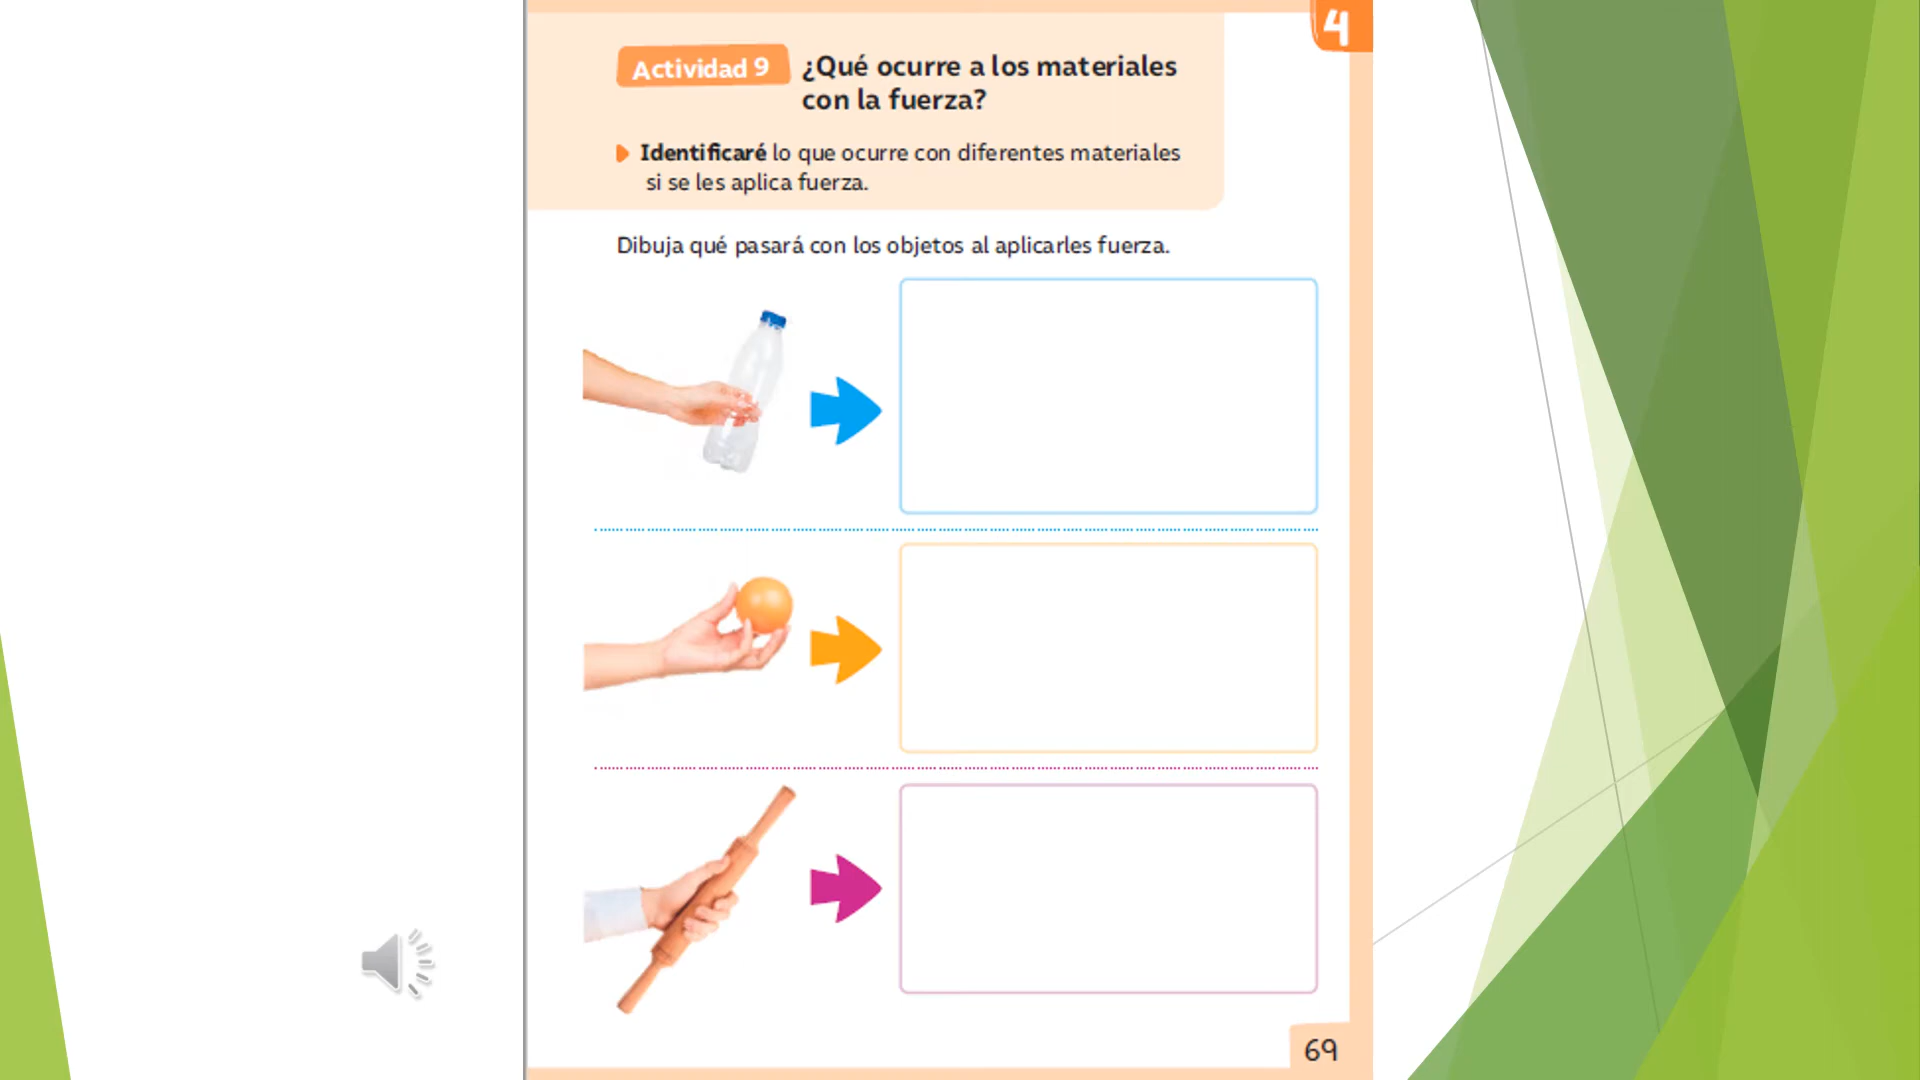 4
Actividad 9
¿Qué ocurre a los materiales
con la fuerza?
Identificaré lo que ocurre con diferentes materiales
si se les aplica fuerza.
Dibuja qué pasará con los objetos al aplicarles fuerza.
69